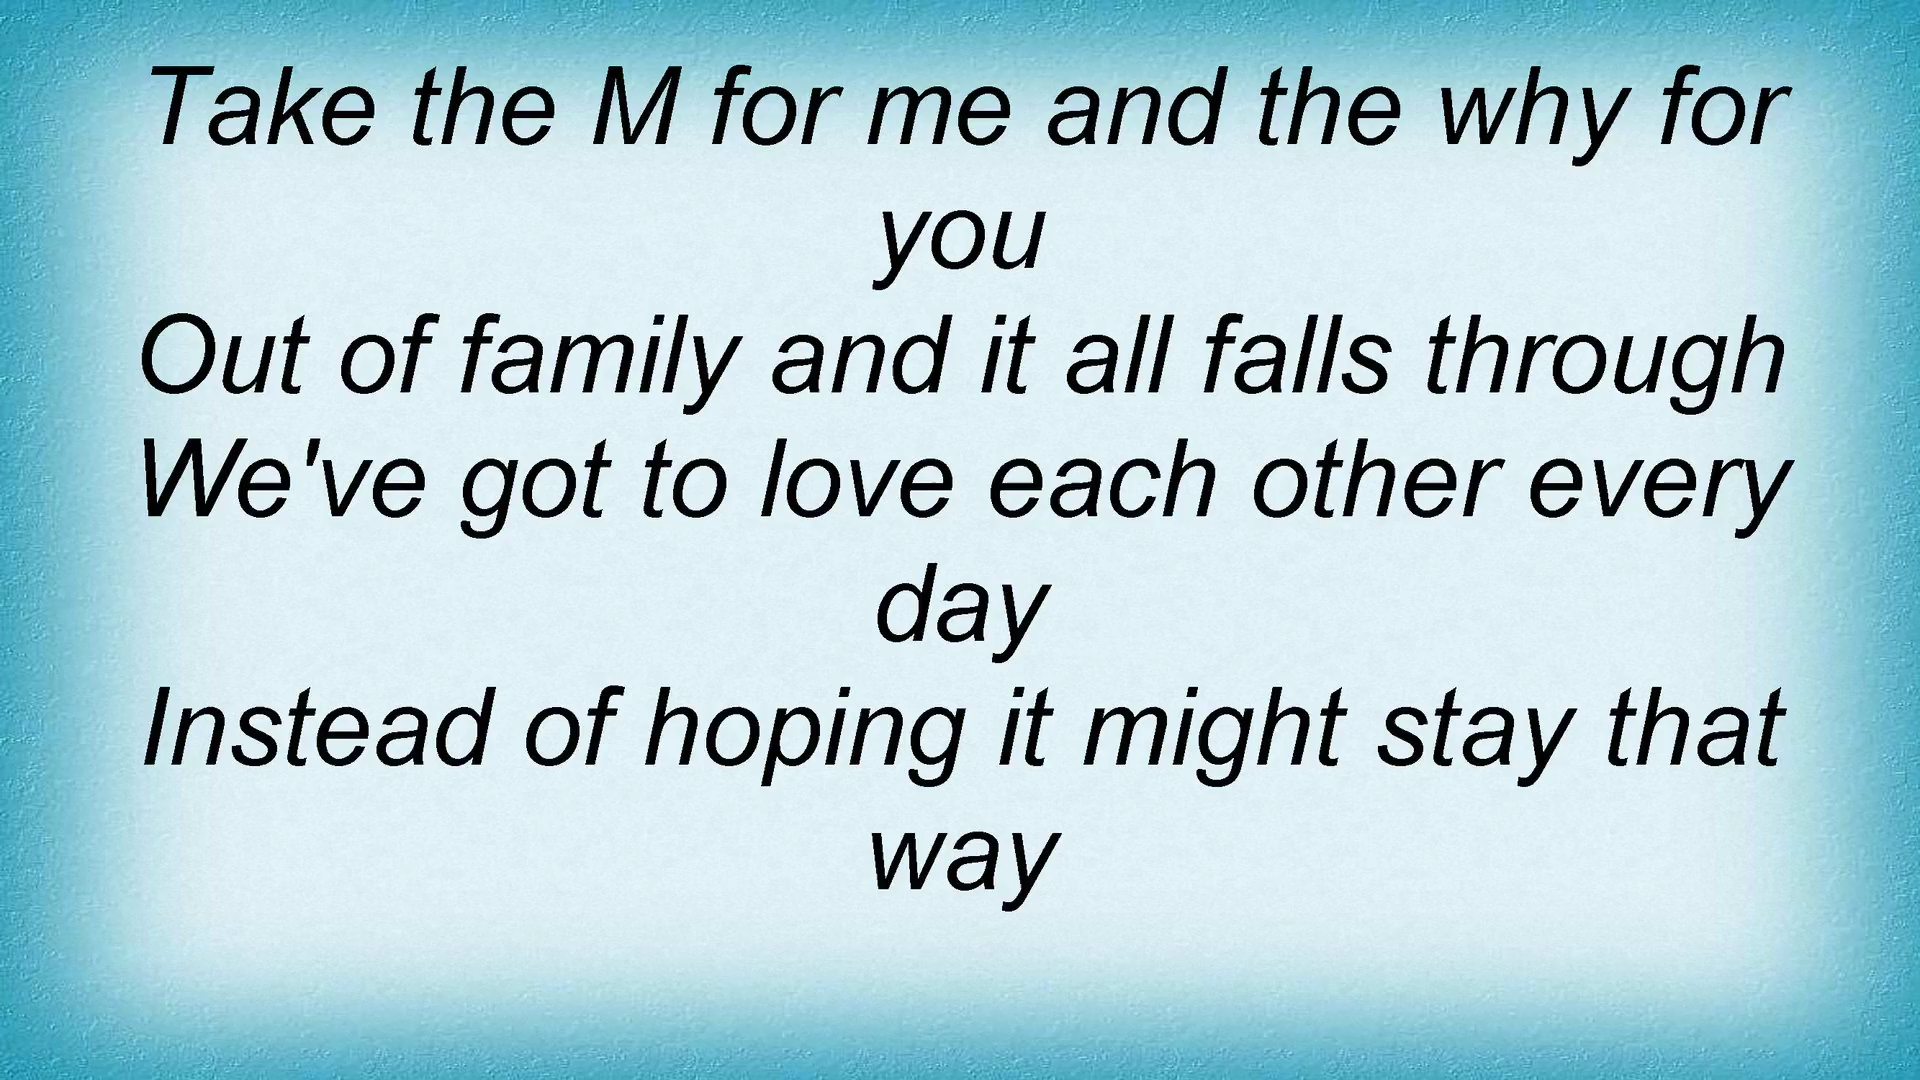 Take the M for me and the why for
you
Out of family and it all falls through
We've got to love each other every
day
Instead of hoping it might stay that
way